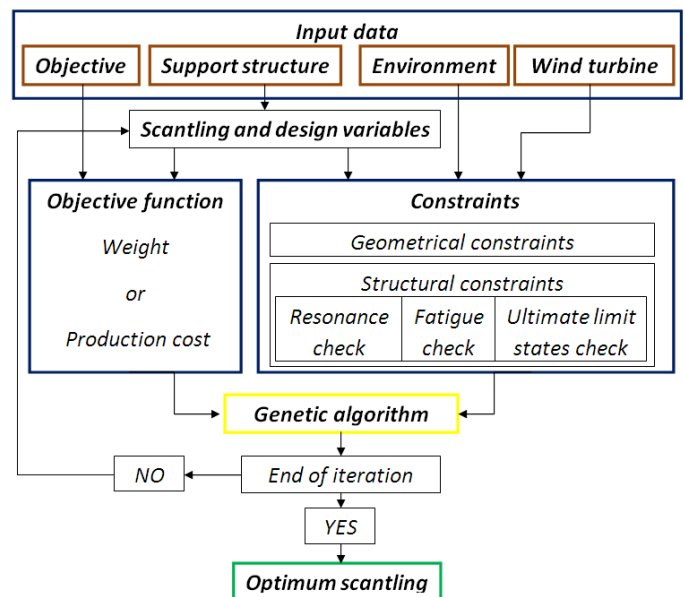 Input data
Objective
Support structure
Environment
Wind turbine
Scantling and design variables
Objective function
Weight
or
Production cost
Constraints
Geometrical constraints
Structural constraints
Resonance
check
Fatigue
check
Ultimate limit
states check
Genetic algorithm
NO
End of iteration
YES
Optimum scantling